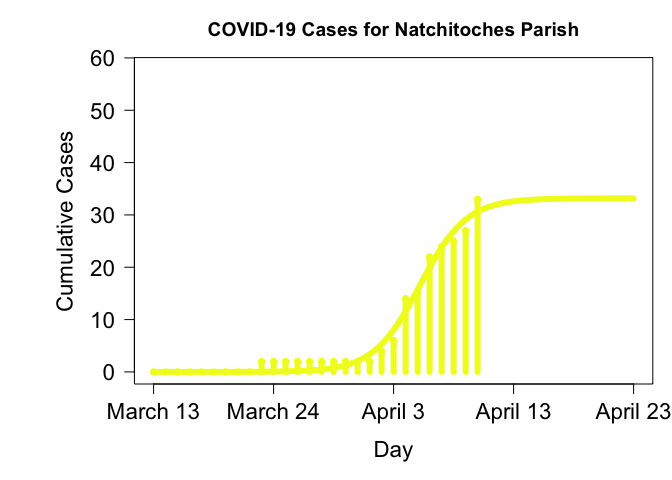 COVID-19 Cases for Natchitoches Parish
60
50
40
30
20
10
0
Cumulative Cases
March 13 March 24 April 3 April 13 April 23
Day